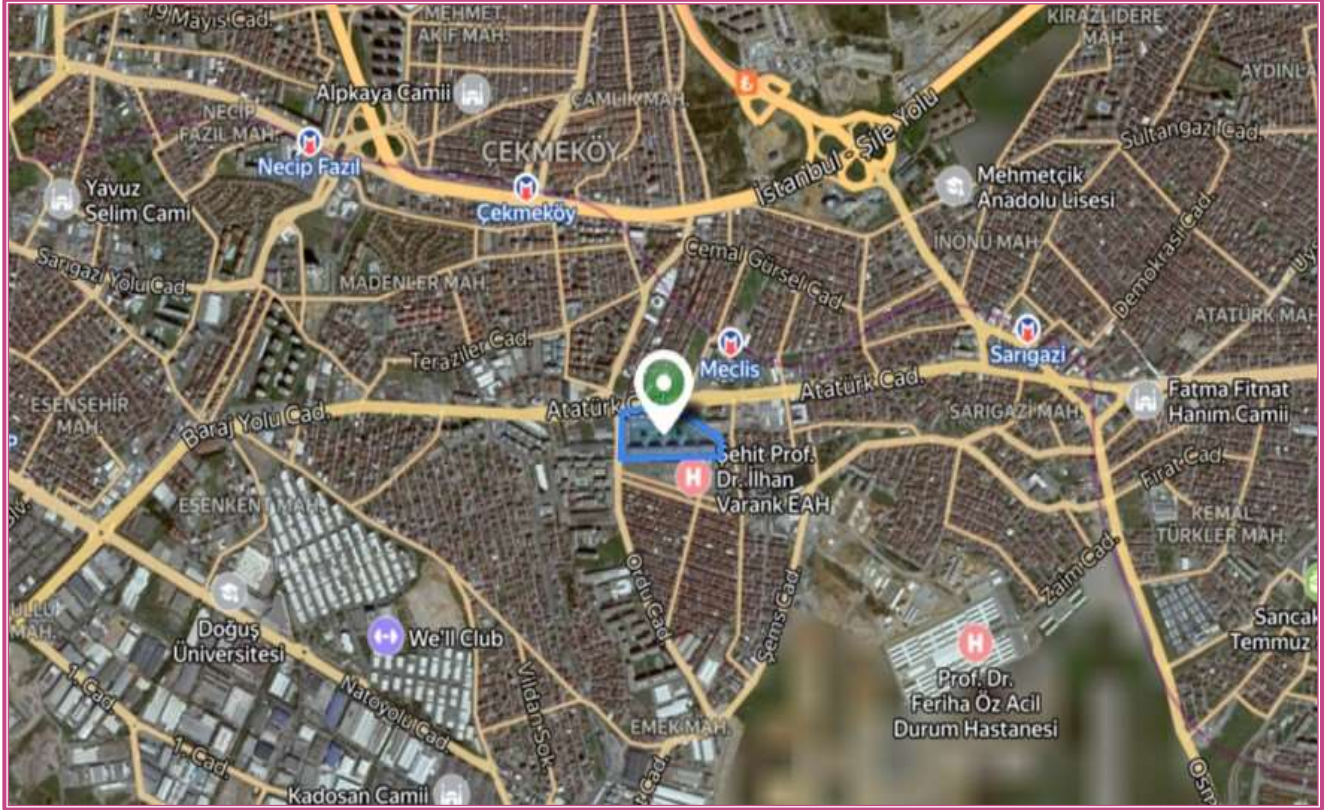 19 Mayıs Cad.
MEHMET
AKİF MAH.
KİRAZLIDERE
MAH.
AYDINLA
Alpkaya Camii
ÇAMLIK MAH.
NECİP
FAZIL MAH.
Necip Fazıl
ÇEKMEKÖY
İstanbul - Şile Yolu
Sultangazi Cad.
Yavuz
Selim Cami
Çekmeköy
Mehmetçik
Anadolu Lisesi
İNÖNÜ MAH.
Demokrasi Cad.
Sarıgazi Yolu Cad.
MADENLER MAH.
Cemal Gürsel Cad.
ATATÜRK MAH
Teraziler Cad.
Meclis
Sarıgazi
ESENŞEHİR
MAH.
Baraj Yolu Cad.
Atatürk C
Atatürk Cad.
SARIGAZİ MAH.
Fatma Fitnat
Hanım Camii
Şehit Prof.
Dr. İlhan
Varank EAH
Fırat Cad.
ESENKENT MAH.
KEMAL
TÜRKLER MAH.
Ordu Cad.
Şems Cad.
Zaim Cad.
Doğuş
Üniversitesi
We'll Club
Sancak
Temmuz
1. Cad.
Natoyolu Cad.
Vildan Sok.
EMEK MAH.
Prof. Dr.
Feriha Öz Acil
Durum Hastanesi
1. Cad.
Kadosan Camii
t Cad.
Osm